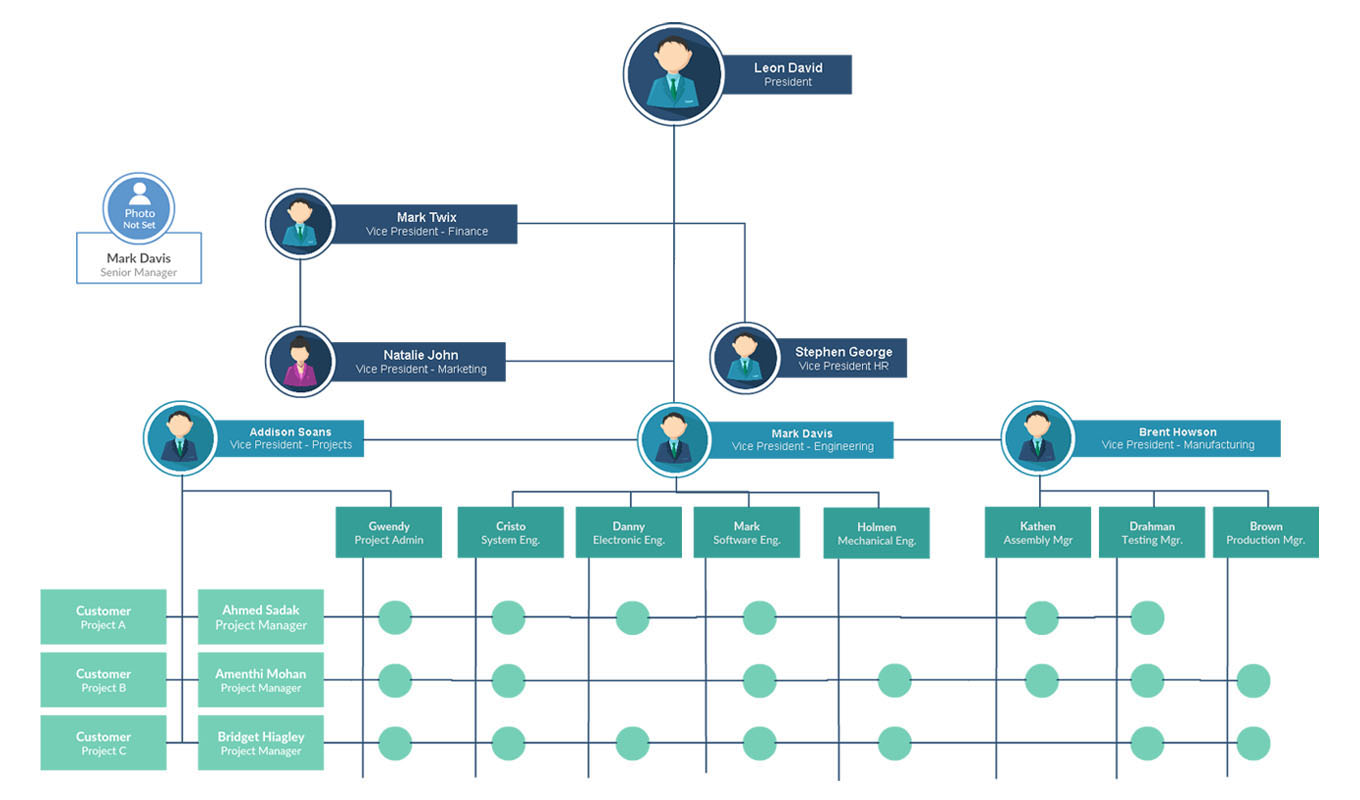 Leon David
President
Photo
Not Set
Mark Davis
Senior Manager
Mark Twix
Vice President - Finance
Natalie John
Vice President - Marketing
Stephen George
Vice President HR
Addison Soans
Vice President - Projects
Mark Davis
Vice President - Engineering
Brent Howson
Vice President - Manufacturing
Gwendy
Project Admin
Cristo
System Eng.
Danny
Electronic Eng.
Mark
Software Eng.
Holmen
Mechanical Eng.
Kathen
Assembly Mgr
Drahman
Testing Mgr.
Brown
Production Mgr.
Customer
Project A
Ahmed Sadak
Project Manager
Customer
Project B
Amenthi Mohan
Project Manager
Customer
Project C
Bridget Hiagley
Project Manager